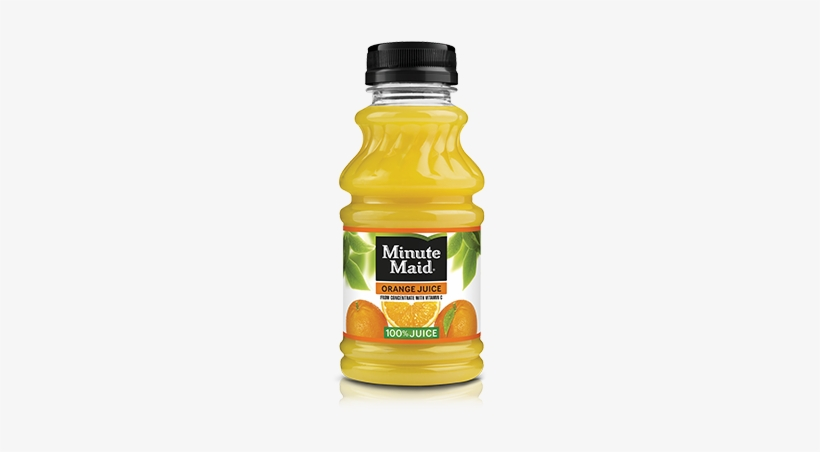 Minute
Maid
ORANGE JUICE
FROM CONCENTRATE WITH VITAMIN C
100% JUICE